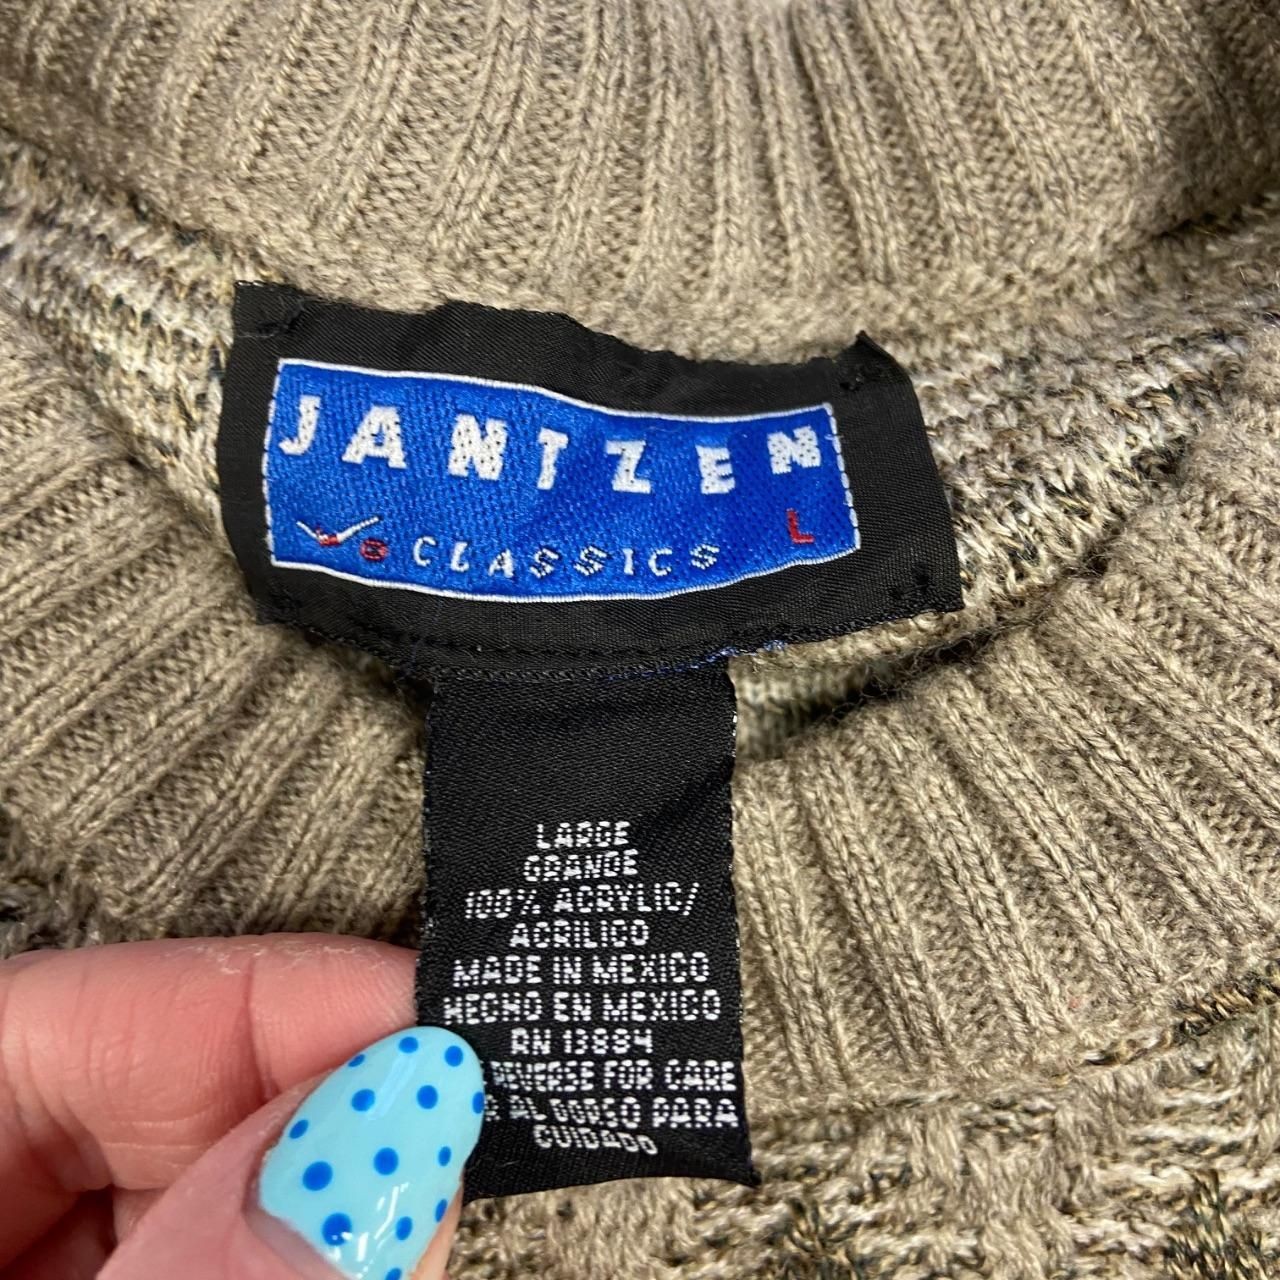 JANTZEN
CLASSICS L
LARGE
GRANDE
100% ACRYLIC/
ACRILICO
MADE IN MEXICO
HECHO EN MEXICO
RN 13884
REVERSE FOR CARE
AL DORSO PARA
CUIDADO